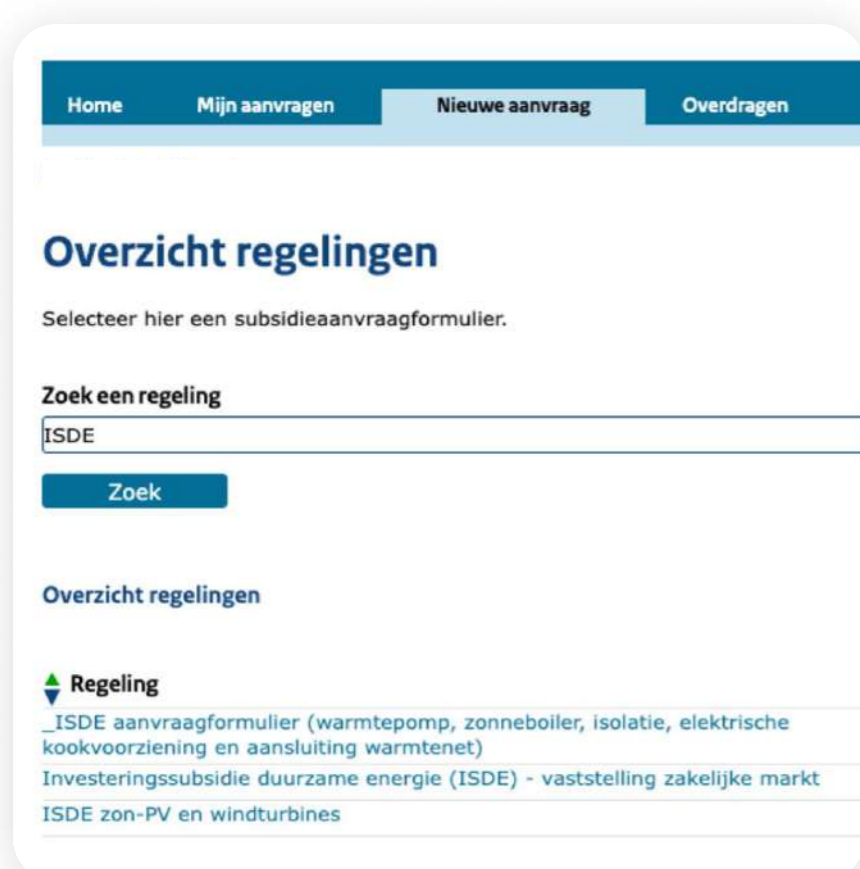 Home Mijn aanvragen Nieuwe aanvraag Overdragen
Overzicht regelingen
Selecteer hier een subsidieaanvraagformulier.
Zoek een regeling
ISDE
Zoek
Overzicht regelingen
Regeling
_ISDE aanvraagformulier (warmtepomp, zonneboiler, isolatie, elektrische
kookvoorziening en aansluiting warmtenet)
Investeringssubsidie duurzame energie (ISDE) - vaststelling zakelijke markt
ISDE zon-PV en windturbines